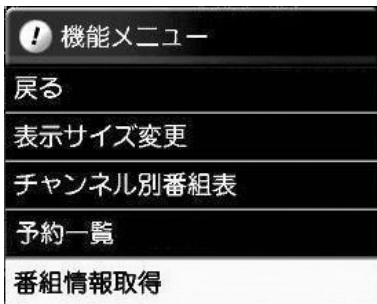 機能メニュー
戻る
表示サイズ変更
チャンネル別番組表
予約一覧
番組情報取得